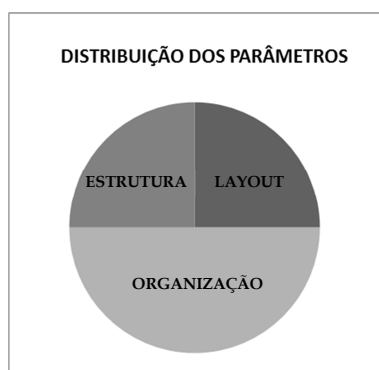 DISTRIBUIÇÃO DOS PARÂMETROS
ESTRUTURA
LAYOUT
ORGANIZAÇÃO